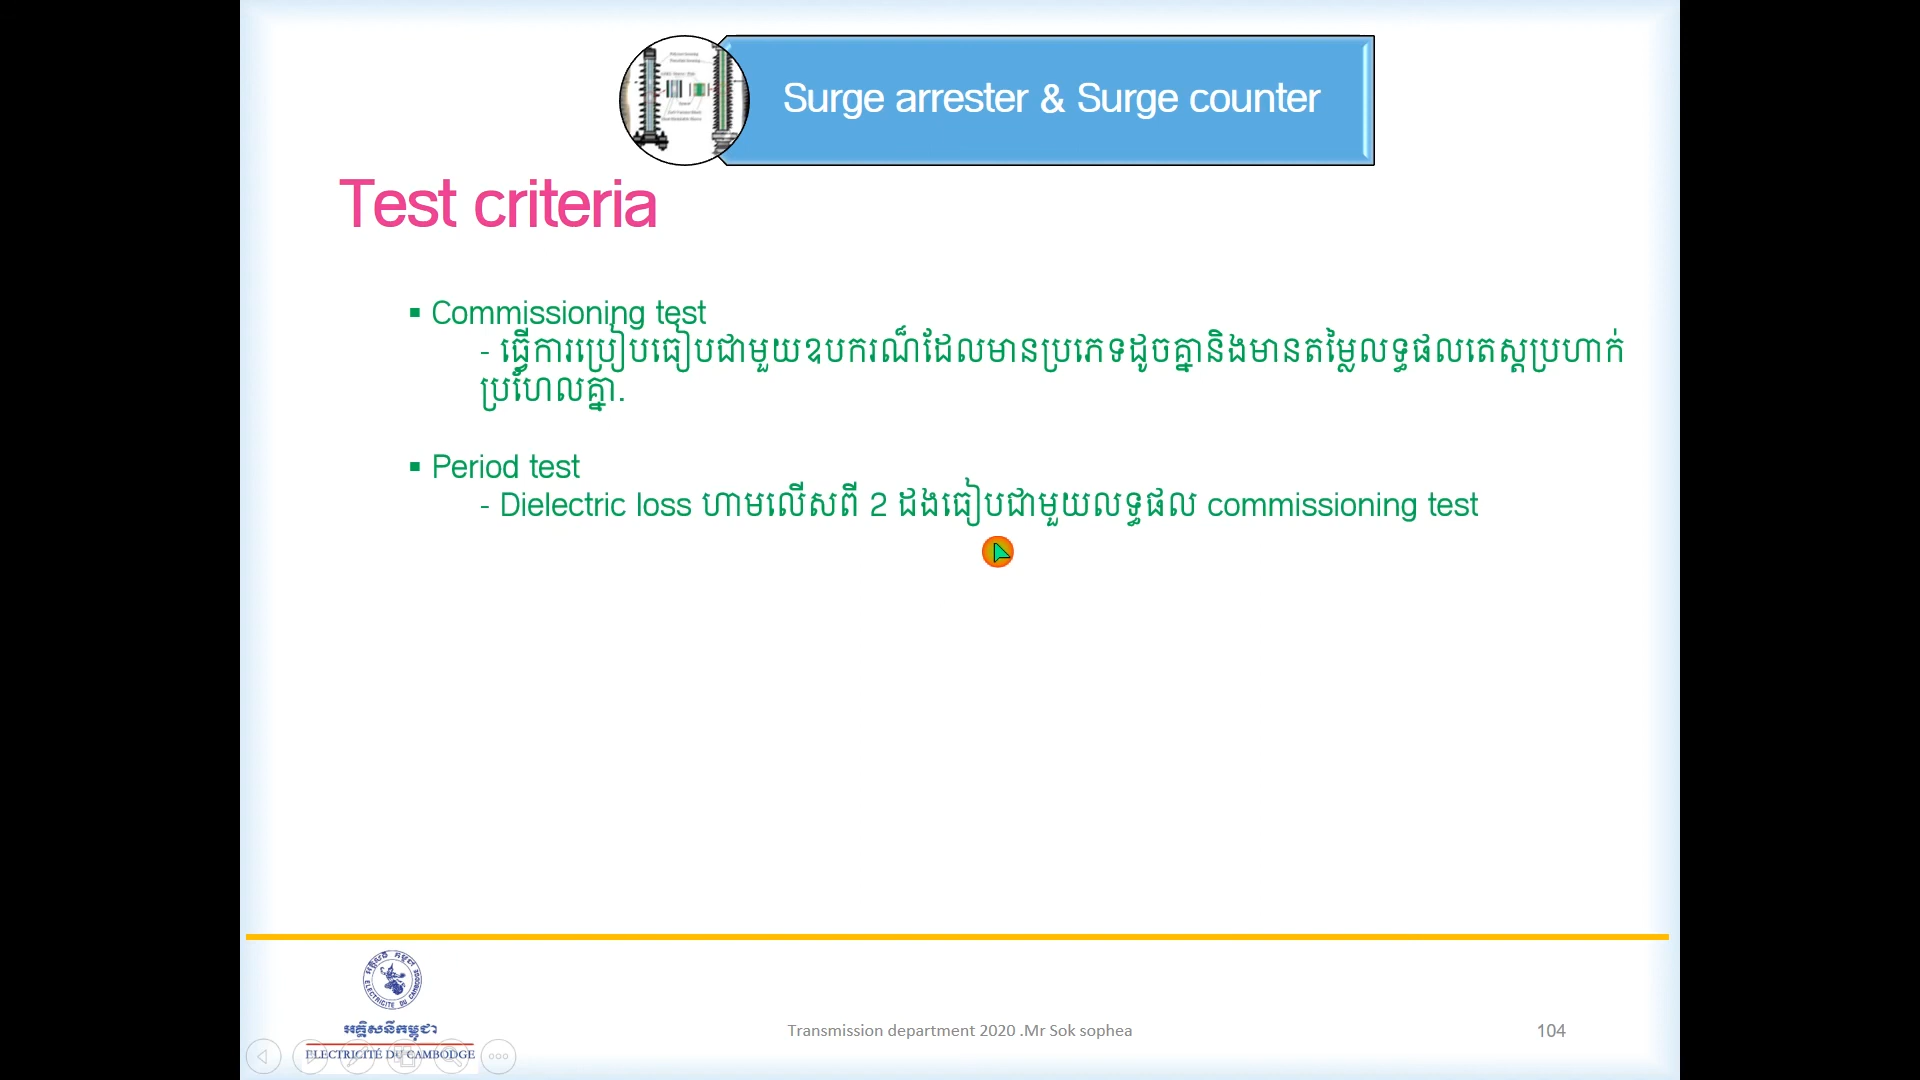 Surge arrester & Surge counter
Test criteria
▪ Commissioning test
- ធ្វើការប្រៀបធៀបជាមួយឧបករណ៍ដែលមានប្រភេទដូចគ្នានិងមានតម្លៃលទ្ធផលតេស្តប្រហាក់
ប្រហែលគ្នា.
▪ Period test
- Dielectric loss ហាមលើសពី 2 ដងធៀបជាមួយលទ្ធផល commissioning test
អគ្គិសនីកម្ពុជា
ELECTRICITÉ DU CAMBODGE
Transmission department 2020 .Mr Sok sophea
104